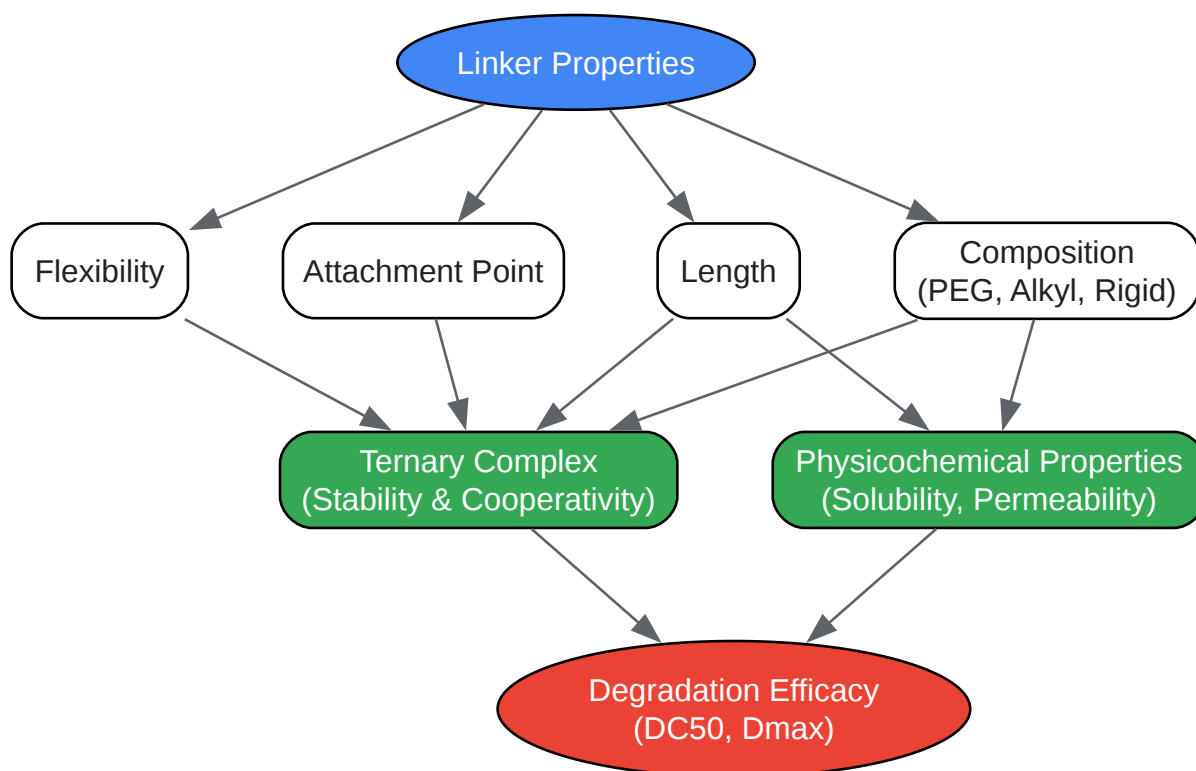 Linker Properties
Flexibility
Attachment Point
Length
Composition
(PEG, Alkyl, Rigid)
Ternary Complex
(Stability & Cooperativity)
Physicochemical Properties
(Solubility, Permeability)
Degradation Efficacy
(DC50, Dmax)